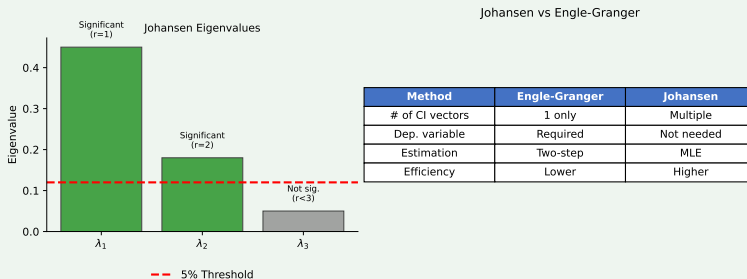 Johansen Eigenvalues
Significant
(r=1)
Significant
(r=2)
Not sig.
(r<3)
Eigenvalue
0.4
0.3
0.2
0.1
0.0
λ1
λ2
λ3
5% Threshold
Johansen vs Engle-Granger
Method Engle-Granger Johansen
# of CI vectors 1 only Multiple
Dep. variable Required Not needed
Estimation Two-step MLE
Efficiency Lower Higher